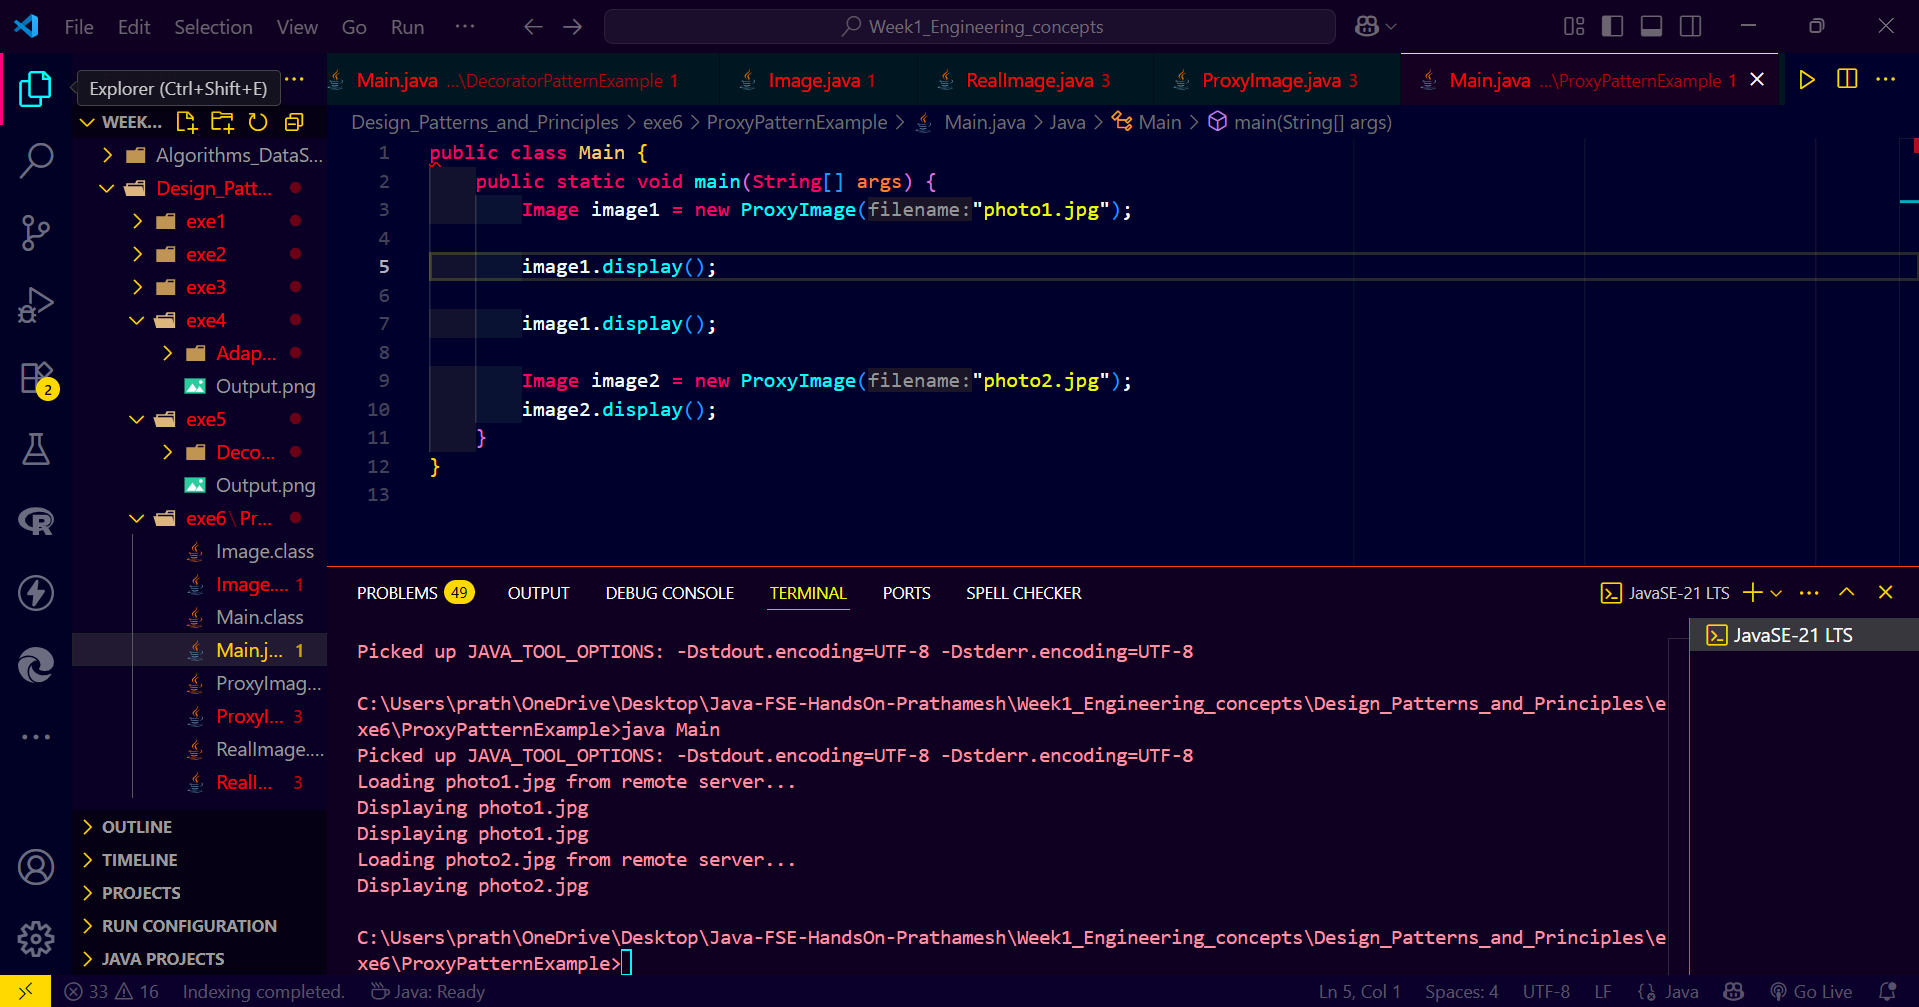 File Edit Selection View Go Run ··· Week1_Engineering_concepts
Explorer (Ctrl+Shift+E)
Main.java ...\DecoratorPatternExample 1 Image.java 1 RealImage.java 3 ProxyImage.java 3 Main.java ...\ProxyPatternExample 1
WEEK...
Design_Patterns_and_Principles > exe6 > ProxyPatternExample > Main.java > Java > Main > main(String[] args)
Algorithms_DataS...
Design_Patt...
exe1
exe2
exe3
exe4
Adap...
Output.png
exe5
Deco...
Output.png
exe6\Pr...
Image.class
Image.... 1
Main.class
Main.j... 1
ProxyImag...
ProxyI... 3
RealImage....
RealI... 3
OUTLINE
TIMELINE
PROJECTS
RUN CONFIGURATION
JAVA PROJECTS
2
1 public class Main {
2 public static void main(String[] args) {
3 Image image1 = new ProxyImage(filename:"photo1.jpg");
4
5 image1.display();
6
7 image1.display();
8
9 Image image2 = new ProxyImage(filename:"photo2.jpg");
10 image2.display();
11 }
12 }
13
PROBLEMS 49 OUTPUT DEBUG CONSOLE TERMINAL PORTS SPELL CHECKER JavaSE-21 LTS
JavaSE-21 LTS
Picked up JAVA_TOOL_OPTIONS: -Dstdout.encoding=UTF-8 -Dstderr.encoding=UTF-8
C:\Users\prath\OneDrive\Desktop\Java-FSE-HandsOn-Prathamesh\Week1_Engineering_concepts\Design_Patterns_and_Principles\e
xe6\ProxyPatternExample>java Main
Picked up JAVA_TOOL_OPTIONS: -Dstdout.encoding=UTF-8 -Dstderr.encoding=UTF-8
Loading photo1.jpg from remote server...
Displaying photo1.jpg
Displaying photo1.jpg
Loading photo2.jpg from remote server...
Displaying photo2.jpg
C:\Users\prath\OneDrive\Desktop\Java-FSE-HandsOn-Prathamesh\Week1_Engineering_concepts\Design_Patterns_and_Principles\e
xe6\ProxyPatternExample>
33 16 Indexing completed. Java: Ready Ln 5, Col 1 Spaces: 4 UTF-8 LF {} Java Go Live